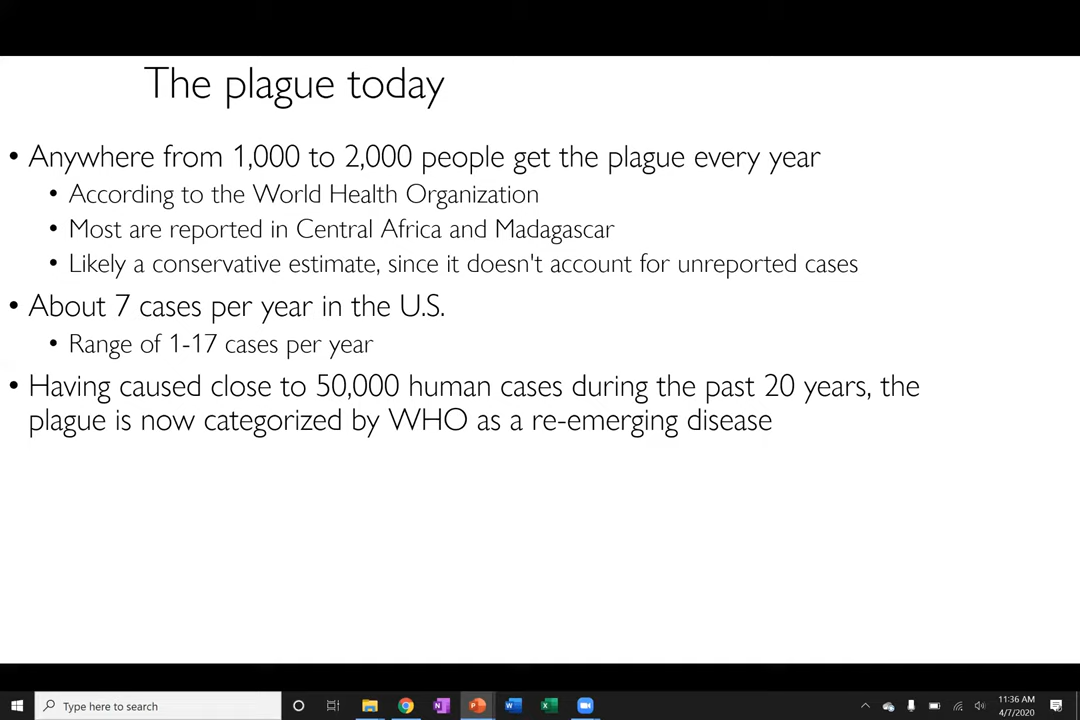 The plague today
• Anywhere from 1,000 to 2,000 people get the plague every year
• According to the World Health Organization
• Most are reported in Central Africa and Madagascar
• Likely a conservative estimate, since it doesn't account for unreported cases
• About 7 cases per year in the U.S.
• Range of 1-17 cases per year
• Having caused close to 50,000 human cases during the past 20 years, the
plague is now categorized by WHO as a re-emerging disease
Type here to search
11:36 AM
4/7/2020